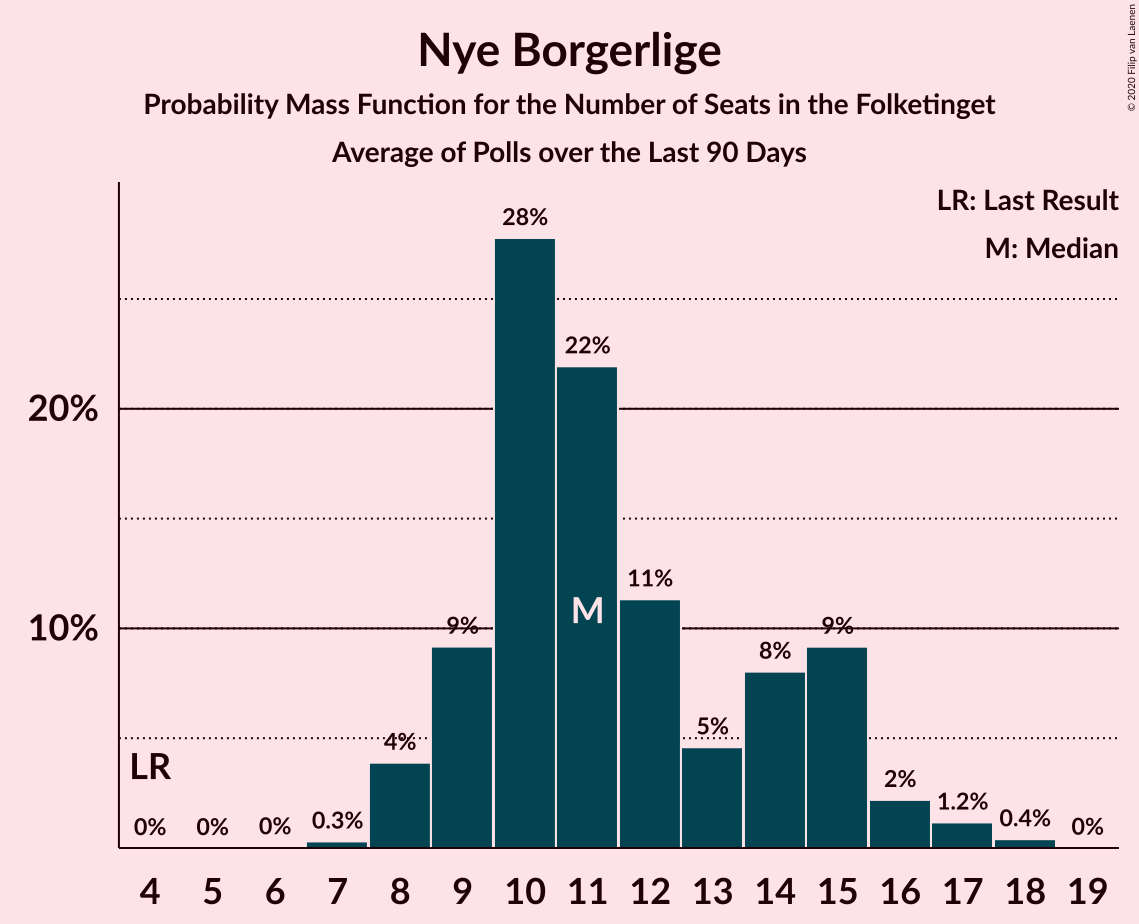 Nye Borgerlige
Probability Mass Function for the Number of Seats in the Folketinget
Average of Polls over the Last 90 Days
© 2020 Filip van Laenen
LR: Last Result
M: Median
28%
22%
20%
11%
M
10%
9%
9%
8%
5%
4%
LR
2%
1.2%
0%
0%
0%
0.3%
0.4%
0%
4 5 6 7 8 9 10 11 12 13 14 15 16 17 18 19